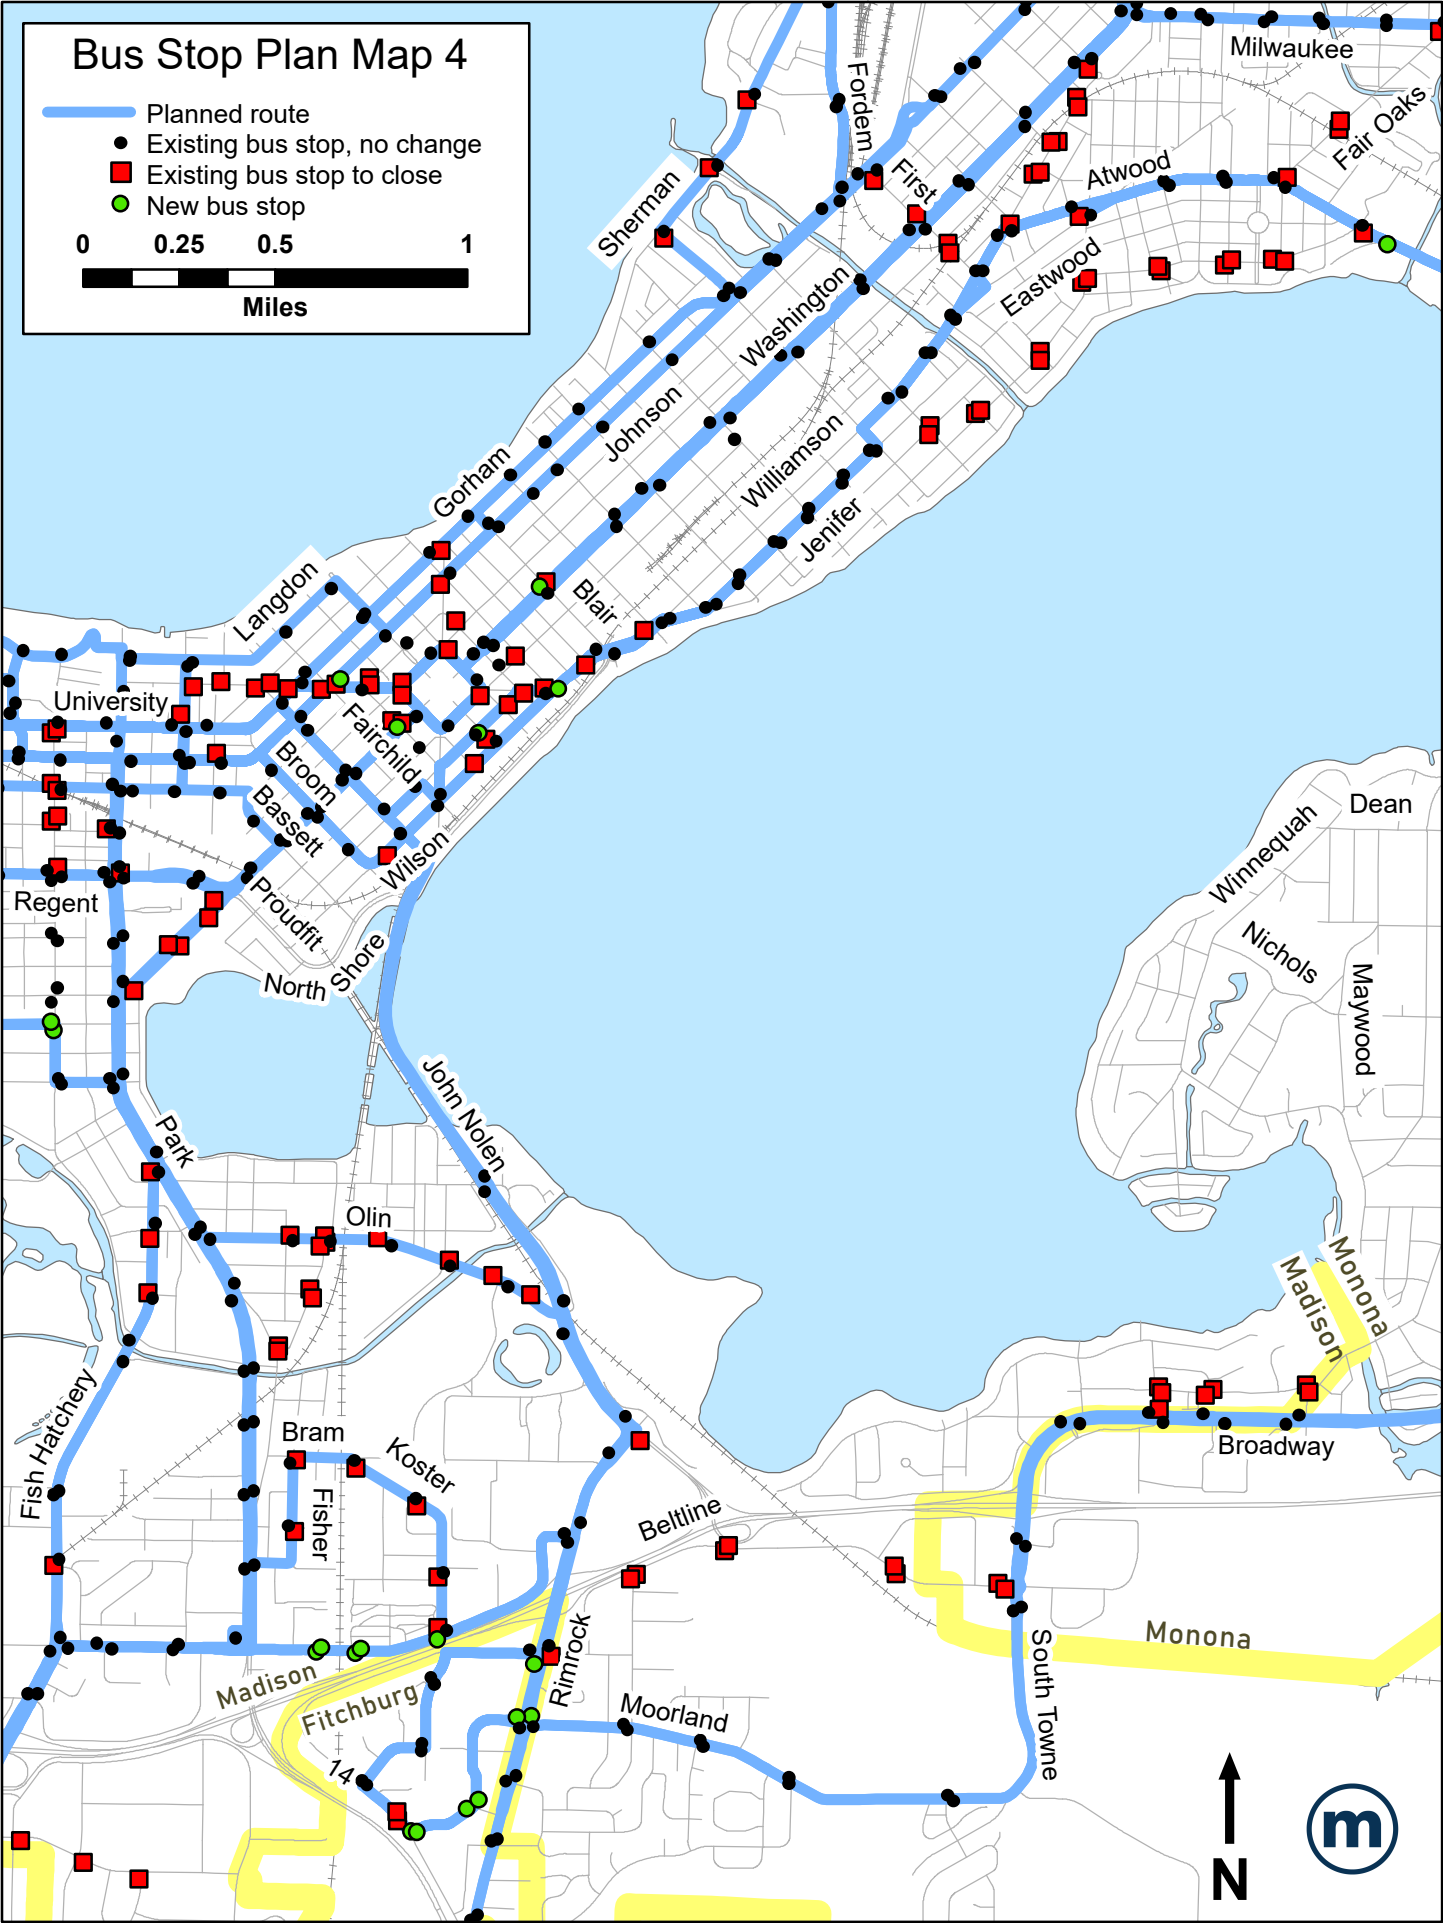 Bus Stop Plan Map 4
Planned route
Existing bus stop, no change
Existing bus stop to close
New bus stop
0 0.25 0.5 1
Miles
Milwaukee
Fordem
Fair Oaks
First
Atwood
Sherman
Eastwood
Washington
Johnson
Williamson
Gorham
Jenifer
Langdon
Blair
University
Fairchild
Broom
Bassett
Wilson
Dean
Winnequah
Regent
Proudfit
Nichols
North
Shore
Maywood
John Nolen
Park
Olin
Monona
Madison
Fish Hatchery
Bram
Koster
Fisher
Broadway
Beltline
Rimrock
Monona
South Towne
Madison
Fitchburg
Moorland
14
N
m